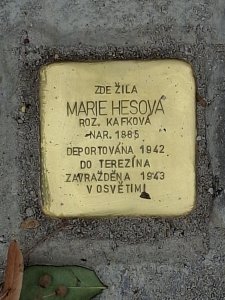 ZDE ŽILA
MARIE HESOVÁ
ROZ. KAFKOVÁ
NAR. 1885
DEPORTOVÁNA 1942
DO TEREZÍNA
ZAVRAŽDĚNA 1943
V OSVĚTIMI